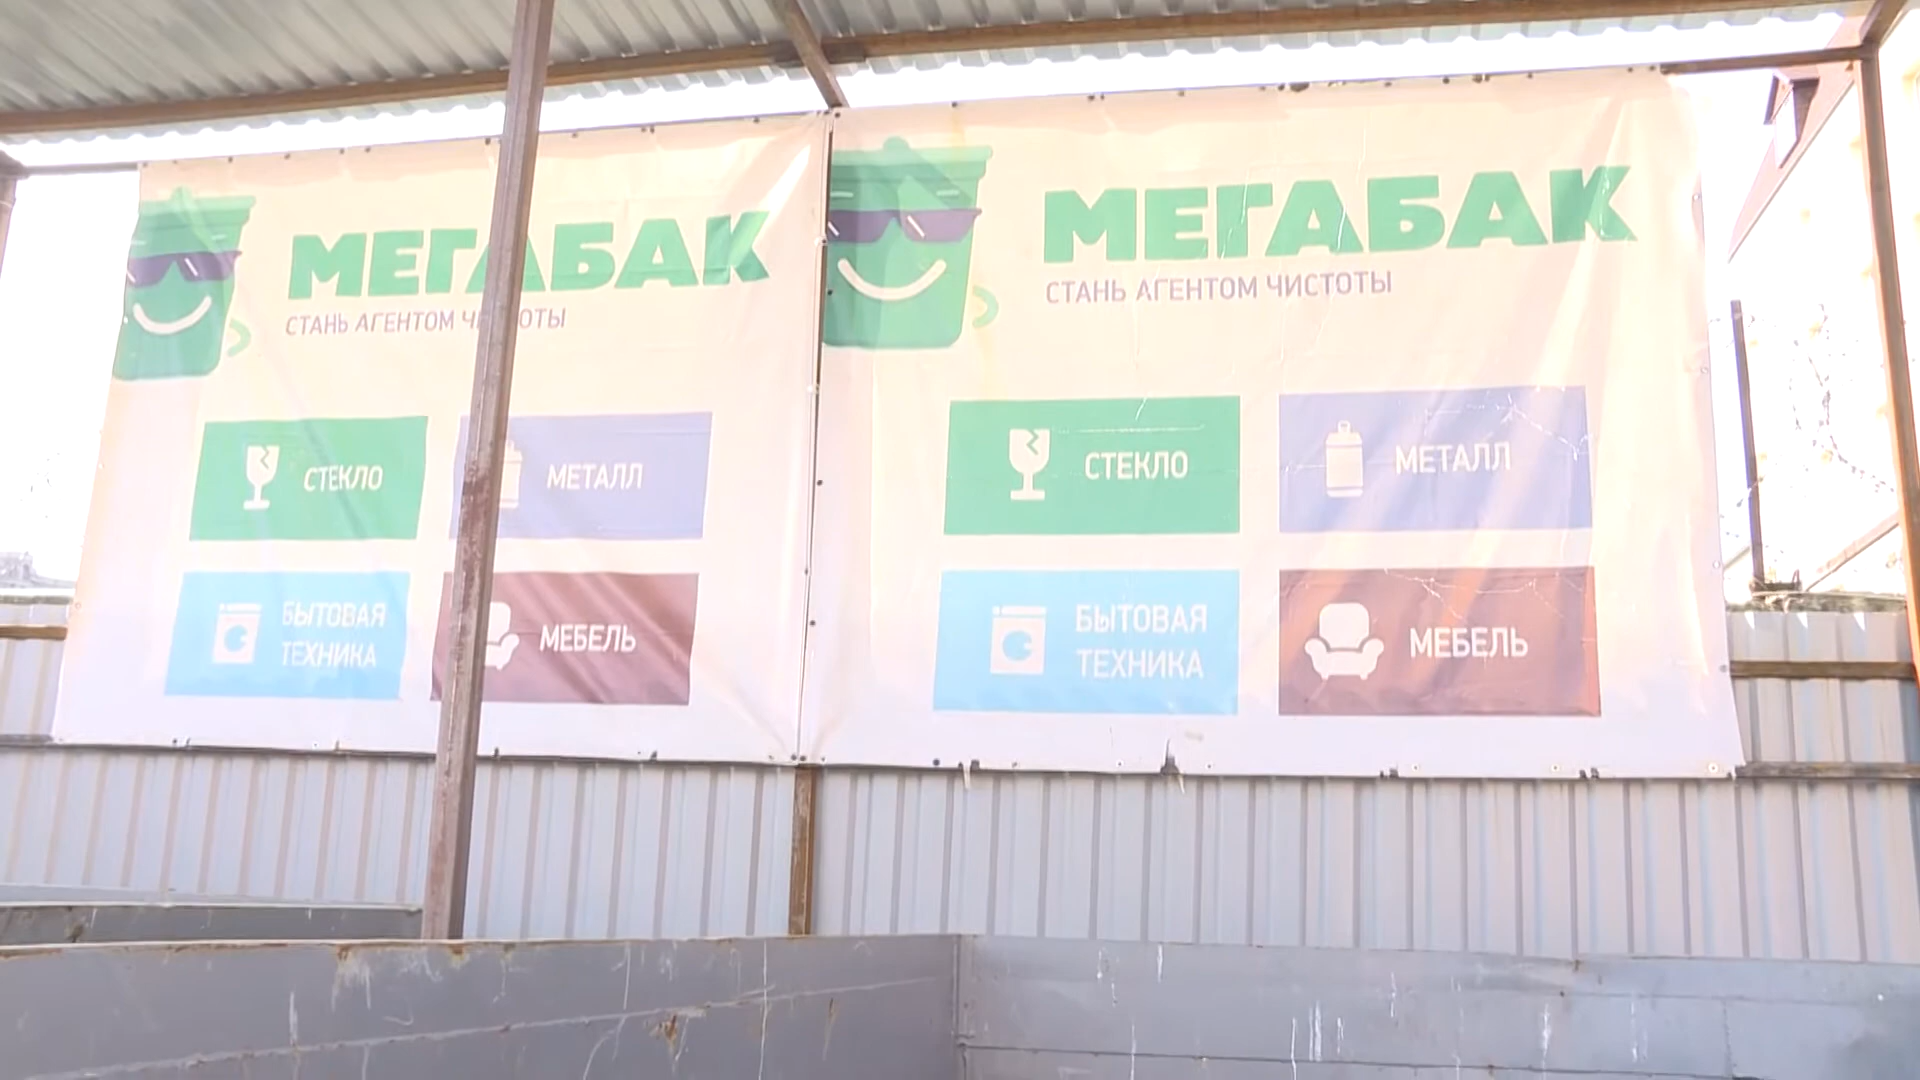 МЕГАБАК
СТАНЬ АГЕНТОМ ЧИСТОТЫ
СТЕКЛО
МЕТАЛЛ
БЫТОВАЯ
ТЕХНИКА
МЕБЕЛЬ
МЕГАБАК
СТАНЬ АГЕНТОМ ЧИСТОТЫ
СТЕКЛО
МЕТАЛЛ
БЫТОВАЯ
ТЕХНИКА
МЕБЕЛЬ